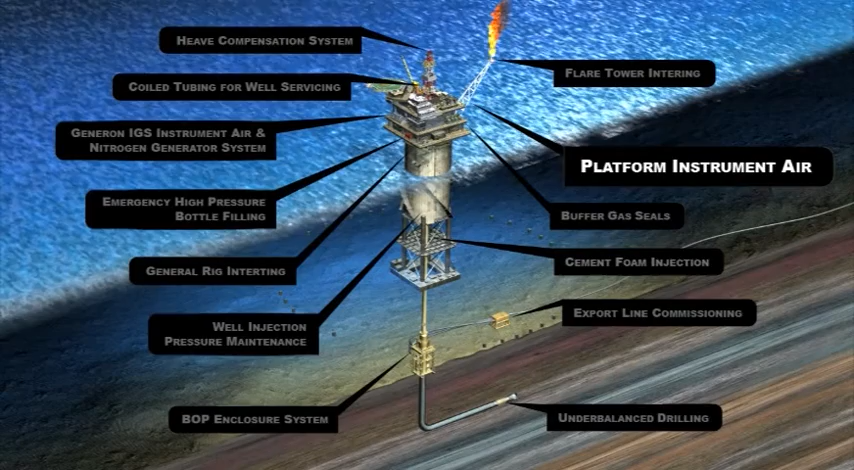 Heave Compensation System
Coiled Tubing for Well Servicing
Generon IGS Instrument Air &
Nitrogen Generator System
Emergency High Pressure
Bottle Filling
General Rig Interting
Well Injection
Pressure Maintenance
BOP Enclosure System
Flare Tower Intering
Platform Instrument Air
Buffer Gas Seals
Cement Foam Injection
Export Line Commissioning
Underbalanced Drilling